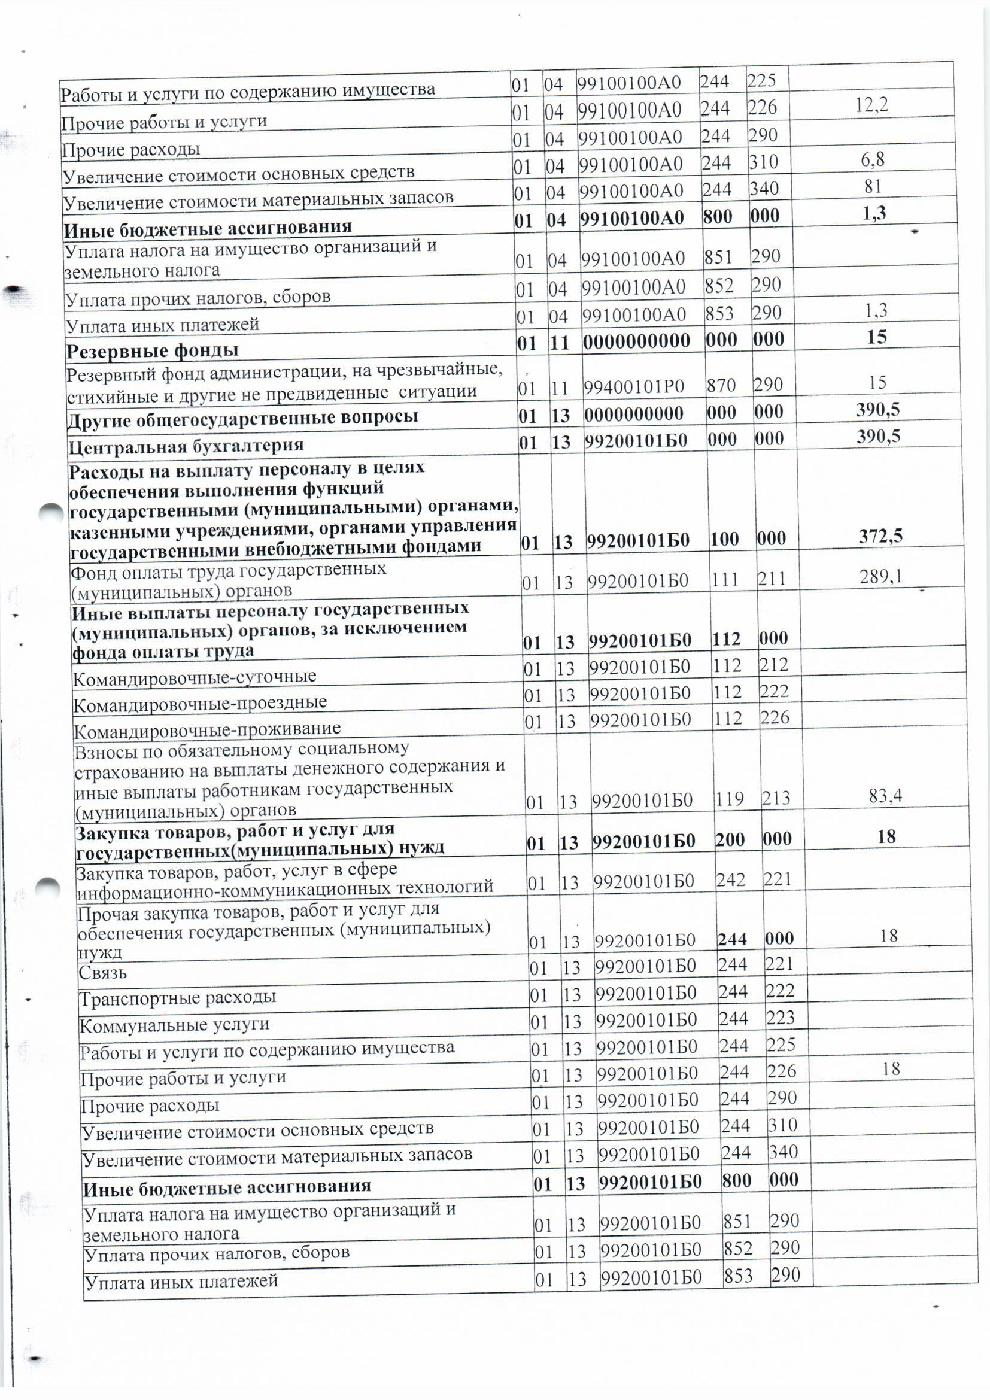 Работы и услуги по содержанию имущества 01 04 99100100А0 244 225
Прочие работы и услуги 01 04 99100100А0 244 226 12,2
Прочие расходы 01 04 99100100А0 244 290
Увеличение стоимости основных средств 01 04 99100100А0 244 310 6,8
Увеличение стоимости материальных запасов 01 04 99100100А0 244 340 81
Иные бюджетные ассигнования 01 04 99100100А0 800 000 1,3
Уплата налога на имущество организаций и
земельного налога 01 04 99100100А0 851 290
Уплата прочих налогов, сборов 01 04 99100100А0 852 290
Уплата иных платежей 01 04 99100100А0 853 290 1,3
Резервные фонды 01 11 0000000000 000 000 15
Резервный фонд администрации, на чрезвычайные,
стихийные и другие не предвиденные ситуации 01 11 99400101Р0 870 290 15
Другие общегосударственные вопросы 01 13 0000000000 000 000 390,5
Центральная бухгалтерия 01 13 99200101Б0 000 000 390,5
Расходы на выплату персоналу в целях
обеспечения выполнения функций
государственными (муниципальными) органами,
казенными учреждениями, органами управления
государственными внебюджетными фондами 01 13 99200101Б0 100 000 372,5
Фонд оплаты труда государственных
(муниципальных) органов 01 13 99200101Б0 111 211 289,1
Иные выплаты персоналу государственных
(муниципальных) органов, за исключением
фонда оплаты труда 01 13 99200101Б0 112 000
Командировочные-суточные 01 13 99200101Б0 112 212
Командировочные-проездные 01 13 99200101Б0 112 222
Командировочные-проживание 01 13 99200101Б0 112 226
Взносы по обязательному социальному
страхованию на выплаты денежного содержания и
иные выплаты работникам государственных
(муниципальных) органов 01 13 99200101Б0 119 213 83,4
Закупка товаров, работ и услуг для
государственных(муниципальных) нужд 01 13 99200101Б0 200 000 18
Закупка товаров, работ, услуг в сфере
информационно-коммуникационных технологий 01 13 99200101Б0 242 221
Прочая закупка товаров, работ и услуг для
обеспечения государственных (муниципальных)
нужд 01 13 99200101Б0 244 000 18
Связь 01 13 99200101Б0 244 221
Транспортные расходы 01 13 99200101Б0 244 222
Коммунальные услуги 01 13 99200101Б0 244 223
Работы и услуги по содержанию имущества 01 13 99200101Б0 244 225
Прочие работы и услуги 01 13 99200101Б0 244 226 18
Прочие расходы 01 13 99200101Б0 244 290
Увеличение стоимости основных средств 01 13 99200101Б0 244 310
Увеличение стоимости материальных запасов 01 13 99200101Б0 244 340
Иные бюджетные ассигнования 01 13 99200101Б0 800 000
Уплата налога на имущество организаций и
земельного налога 01 13 99200101Б0 851 290
Уплата прочих налогов, сборов 01 13 99200101Б0 852 290
Уплата иных платежей 01 13 99200101Б0 853 290